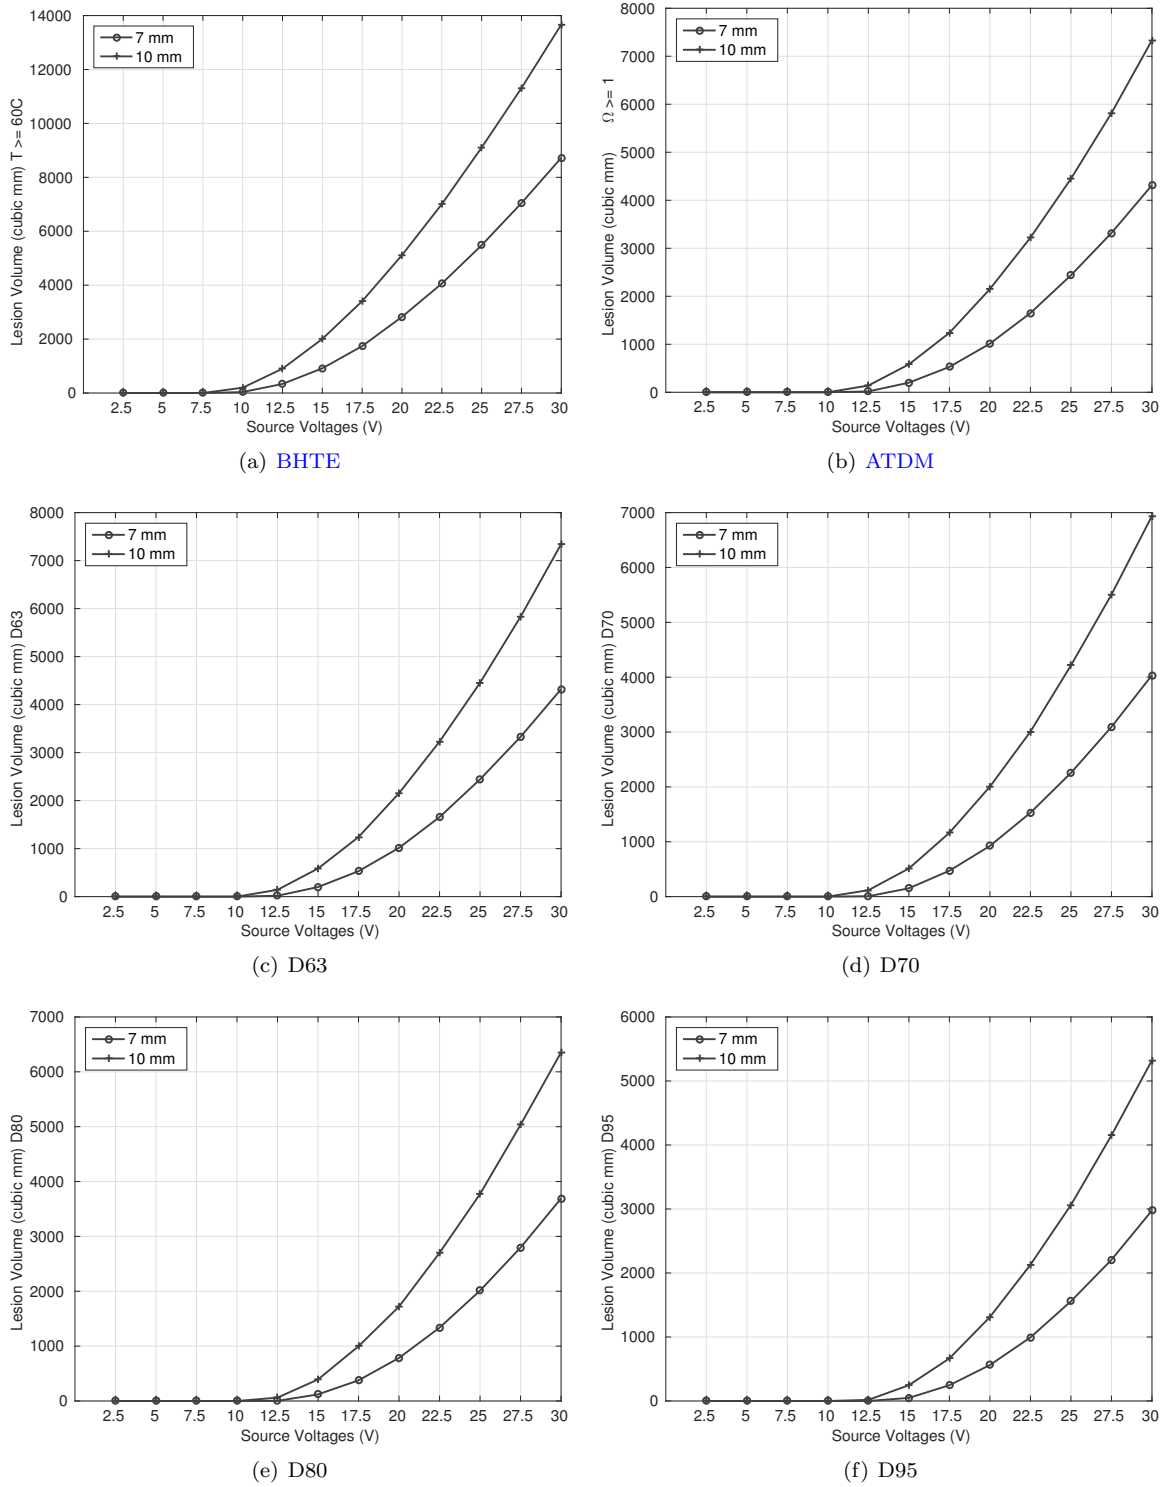 14000
12000
10000
8000
6000
4000
2000
0
Lesion Volume (cubic mm) T >= 60C
7 mm
10 mm
2.5 5 7.5 10 12.5 15 17.5 20 22.5 25 27.5 30
Source Voltages (V)
(a) BHTE
8000
7000
6000
5000
4000
3000
2000
1000
0
Lesion Volume (cubic mm) Ω >= 1
7 mm
10 mm
2.5 5 7.5 10 12.5 15 17.5 20 22.5 25 27.5 30
Source Voltages (V)
(b) ATDM
8000
7000
6000
5000
4000
3000
2000
1000
0
Lesion Volume (cubic mm) D63
7 mm
10 mm
2.5 5 7.5 10 12.5 15 17.5 20 22.5 25 27.5 30
Source Voltages (V)
(c) D63
7000
6000
5000
4000
3000
2000
1000
0
Lesion Volume (cubic mm) D70
7 mm
10 mm
2.5 5 7.5 10 12.5 15 17.5 20 22.5 25 27.5 30
Source Voltages (V)
(d) D70
7000
6000
5000
4000
3000
2000
1000
0
Lesion Volume (cubic mm) D80
7 mm
10 mm
2.5 5 7.5 10 12.5 15 17.5 20 22.5 25 27.5 30
Source Voltages (V)
(e) D80
6000
5000
4000
3000
2000
1000
0
Lesion Volume (cubic mm) D95
7 mm
10 mm
2.5 5 7.5 10 12.5 15 17.5 20 22.5 25 27.5 30
Source Voltages (V)
(f) D95